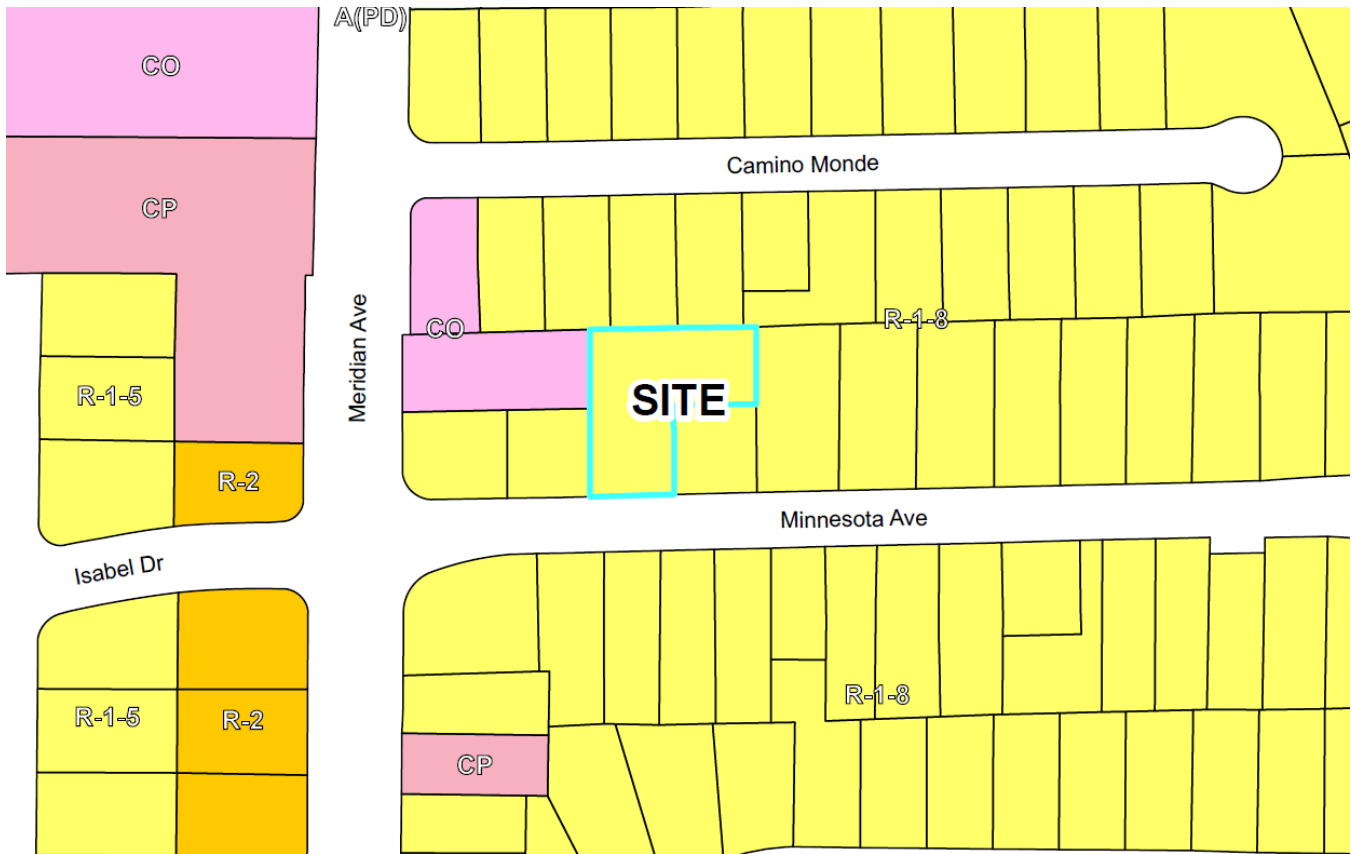 A(PD)
CO
Camino Monde
CP
Meridian Ave
CO
R-1-8
R-1-5
SITE
R-2
Minnesota Ave
Isabel Dr
R-1-8
R-1-5
R-2
CP